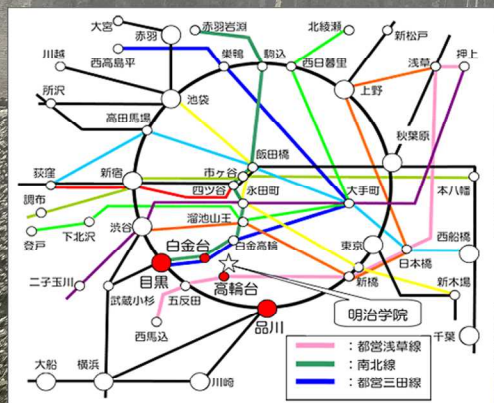 大宮
赤羽
赤羽岩淵
北綾瀬
新松戸
川越
西高島平
巣鴨
駒込
西日暮里
浅草
押上
所沢
池袋
上野
高田馬場
秋葉原
飯田橋
荻窪
新宿
市ヶ谷
四ツ谷
永田町
大手町
本八幡
調布
渋谷
溜池山王
登戸
下北沢
白金台
白金高輪
東京
日本橋
西船橋
目黒
高輪台
新橋
新木場
二子玉川
武蔵小杉
五反田
明治学院
千葉
西馬込
品川
大船
横浜
川崎
：都営浅草線
：南北線
：都営三田線